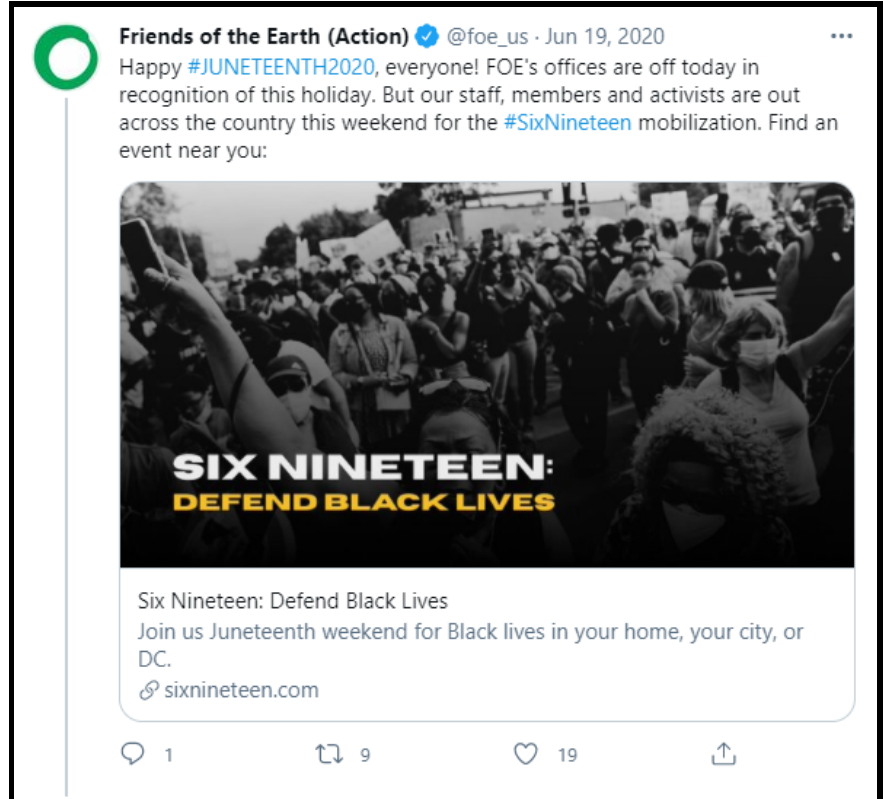 Friends of the Earth (Action) @foe_us · Jun 19, 2020
Happy #JUNETEENTH2020, everyone! FOE's offices are off today in
recognition of this holiday. But our staff, members and activists are out
across the country this weekend for the #SixNineteen mobilization. Find an
event near you:
SIX NINETEEN:
DEFEND BLACK LIVES
Six Nineteen: Defend Black Lives
Join us Juneteenth weekend for Black lives in your home, your city, or
DC.
sixnineteen.com
1 9 19